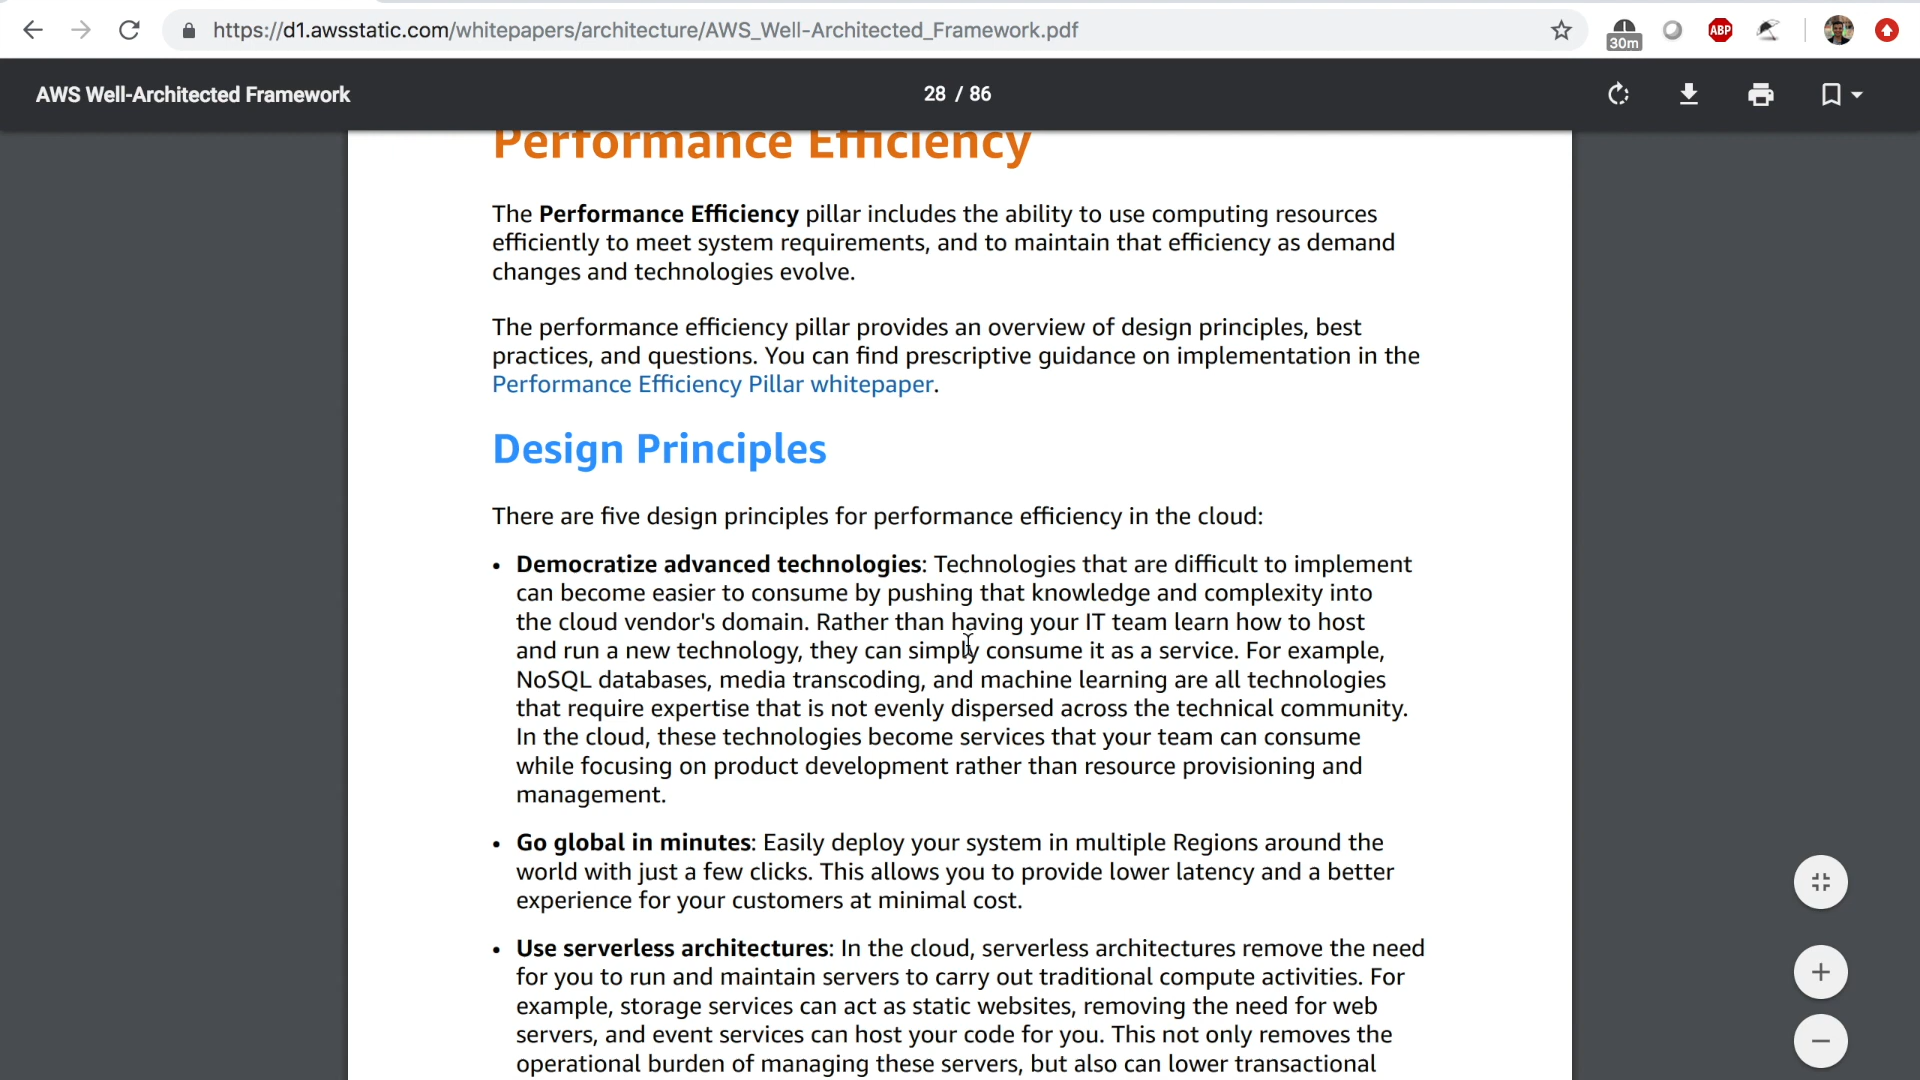 https://d1.awsstatic.com/whitepapers/architecture/AWS_Well-Architected_Framework.pdf
30m
ABP
AWS Well-Architected Framework
28 / 86
Performance Efficiency
The Performance Efficiency pillar includes the ability to use computing resources
efficiently to meet system requirements, and to maintain that efficiency as demand
changes and technologies evolve.
The performance efficiency pillar provides an overview of design principles, best
practices, and questions. You can find prescriptive guidance on implementation in the
Performance Efficiency Pillar whitepaper.
Design Principles
There are five design principles for performance efficiency in the cloud:
• Democratize advanced technologies: Technologies that are difficult to implement
can become easier to consume by pushing that knowledge and complexity into
the cloud vendor's domain. Rather than having your IT team learn how to host
and run a new technology, they can simply consume it as a service. For example,
NoSQL databases, media transcoding, and machine learning are all technologies
that require expertise that is not evenly dispersed across the technical community.
In the cloud, these technologies become services that your team can consume
while focusing on product development rather than resource provisioning and
management.
• Go global in minutes: Easily deploy your system in multiple Regions around the
world with just a few clicks. This allows you to provide lower latency and a better
experience for your customers at minimal cost.
• Use serverless architectures: In the cloud, serverless architectures remove the need
for you to run and maintain servers to carry out traditional compute activities. For
example, storage services can act as static websites, removing the need for web
servers, and event services can host your code for you. This not only removes the
operational burden of managing these servers, but also can lower transactional